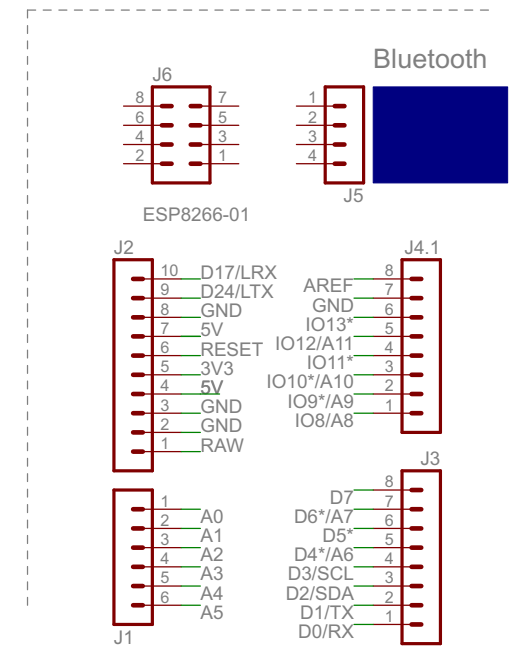 Bluetooth
J6
8 7
6 5
4 3
2 1
ESP8266-01
1
2
3
4
J5
J2
10 D17/LRX
9 D24/LTX
8 GND
7 5V
6 RESET
5 3V3
4 5V
3 GND
2 GND
1 RAW
J4.1
8 AREF
7 GND
6 IO13*
5 IO12/A11
4 IO11*
3 IO10*/A10
2 IO9*/A9
1 IO8/A8
1 A0
2 A1
3 A2
4 A3
5 A4
6 A5
J1
J3
8 D7
7 D6*/A7
6 D5*
5 D4*/A6
4 D3/SCL
3 D2/SDA
2 D1/TX
1 D0/RX